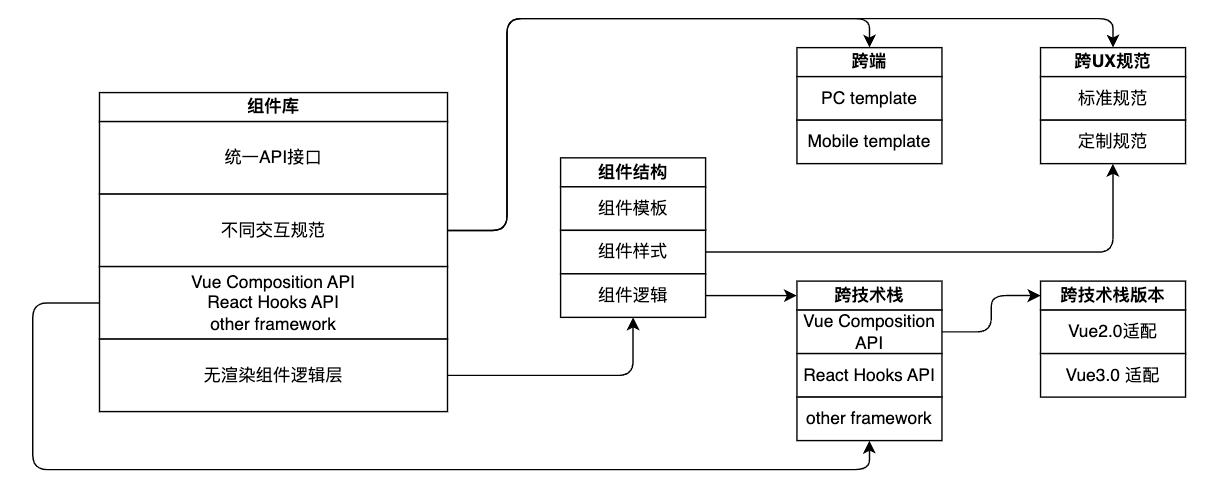 组件库
统一API接口
不同交互规范
Vue Composition API
React Hooks API
other framework
无渲染组件逻辑层
组件结构
组件模板
组件样式
组件逻辑
跨端
PC template
Mobile template
跨UX规范
标准规范
定制规范
跨技术栈
Vue Composition
API
React Hooks API
other framework
跨技术栈版本
Vue2.0适配
Vue3.0 适配